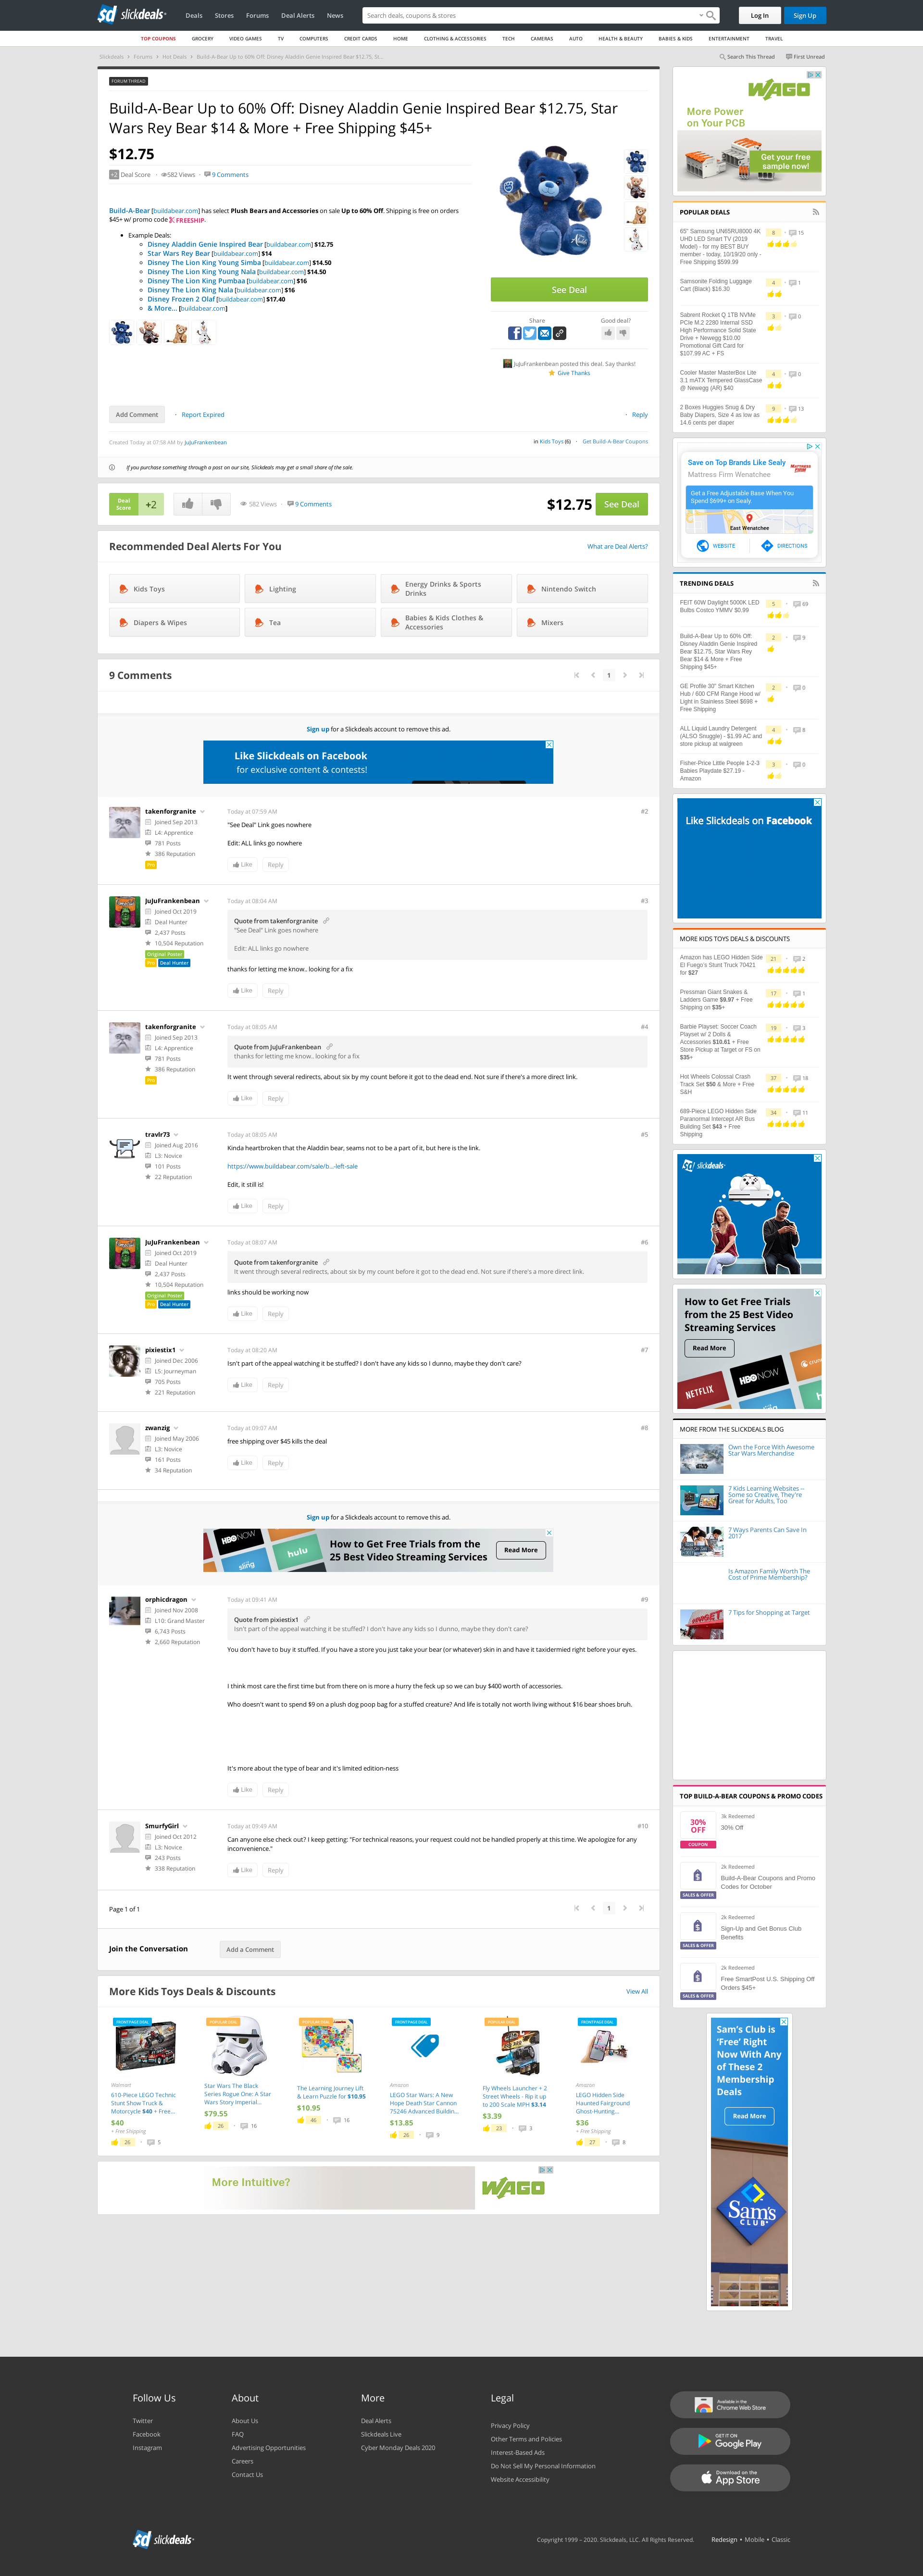 slickdeals
Deals
Stores
Forums
Deal Alerts
News
Search deals, coupons & stores
Log In
Sign Up
TOP COUPONS
GROCERY
VIDEO GAMES
TV
COMPUTERS
CREDIT CARDS
HOME
CLOTHING & ACCESSORIES
TECH
CAMERAS
AUTO
HEALTH & BEAUTY
BABIES & KIDS
ENTERTAINMENT
TRAVEL
Slickdeals › Forums › Hot Deals › Build-A-Bear Up to 60% Off: Disney Aladdin Genie Inspired Bear $12.75, St...
Search This Thread
First Unread
FORUM THREAD
Build-A-Bear Up to 60% Off: Disney Aladdin Genie Inspired Bear $12.75, Star
Wars Rey Bear $14 & More + Free Shipping $45+
$12.75
+2 Deal Score 582 Views 9 Comments
Build-A-Bear [buildabear.com] has select Plush Bears and Accessories on sale Up to 60% Off. Shipping is free on orders
$45+ w/ promo code FREESHIP.
Example Deals:
Disney Aladdin Genie Inspired Bear [buildabear.com] $12.75
Star Wars Rey Bear [buildabear.com] $14
Disney The Lion King Young Simba [buildabear.com] $14.50
Disney The Lion King Young Nala [buildabear.com] $14.50
Disney The Lion King Pumbaa [buildabear.com] $16
Disney The Lion King Nala [buildabear.com] $16
Disney Frozen 2 Olaf [buildabear.com] $17.40
& More... [buildabear.com]
See Deal
Share
Good deal?
JuJuFrankenbean posted this deal. Say thanks!
Give Thanks
Add Comment
Report Expired
Reply
Created Today at 07:58 AM by JuJuFrankenbean
in Kids Toys (6) Get Build-A-Bear Coupons
If you purchase something through a post on our site, Slickdeals may get a small share of the sale.
Deal
Score
+2
582 Views 9 Comments
$12.75
See Deal
Recommended Deal Alerts For You
What are Deal Alerts?
Kids Toys
Lighting
Energy Drinks & Sports
Drinks
Nintendo Switch
Diapers & Wipes
Tea
Babies & Kids Clothes &
Accessories
Mixers
9 Comments
1
Sign up for a Slickdeals account to remove this ad.
Like Slickdeals on Facebook
for exclusive content & contests!
takenforgranite
Joined Sep 2013
L4: Apprentice
781 Posts
386 Reputation
Pro
Today at 07:59 AM
#2
"See Deal" Link goes nowhere
Edit: ALL links go nowhere
Like
Reply
JuJuFrankenbean
Joined Oct 2019
Deal Hunter
2,437 Posts
10,504 Reputation
Original Poster
Pro
Deal Hunter
Today at 08:04 AM
#3
Quote from takenforgranite
"See Deal" Link goes nowhere
Edit: ALL links go nowhere
thanks for letting me know.. looking for a fix
Like
Reply
takenforgranite
Joined Sep 2013
L4: Apprentice
781 Posts
386 Reputation
Pro
Today at 08:05 AM
#4
Quote from JuJuFrankenbean
thanks for letting me know.. looking for a fix
It went through several redirects, about six by my count before it got to the dead end. Not sure if there's a more direct link.
Like
Reply
travlr73
Joined Aug 2016
L3: Novice
101 Posts
22 Reputation
Today at 08:05 AM
#5
Kinda heartbroken that the Aladdin bear, seams not to be a part of it, but here is the link.
https://www.buildabear.com/sale/b...-left-sale
Edit, it still is!
Like
Reply
JuJuFrankenbean
Joined Oct 2019
Deal Hunter
2,437 Posts
10,504 Reputation
Original Poster
Pro
Deal Hunter
Today at 08:07 AM
#6
Quote from takenforgranite
It went through several redirects, about six by my count before it got to the dead end. Not sure if there's a more direct link.
links should be working now
Like
Reply
pixiestix1
Joined Dec 2006
L5: Journeyman
705 Posts
221 Reputation
Today at 08:20 AM
#7
Isn't part of the appeal watching it be stuffed? I don't have any kids so I dunno, maybe they don't care?
Like
Reply
zwanzig
Joined May 2006
L3: Novice
161 Posts
34 Reputation
Today at 09:07 AM
#8
free shipping over $45 kills the deal
Like
Reply
Sign up for a Slickdeals account to remove this ad.
HBO NOW
sling
hulu
How to Get Free Trials from the
25 Best Video Streaming Services
Read More
orphicdragon
Joined Nov 2008
L10: Grand Master
6,743 Posts
2,660 Reputation
Today at 09:41 AM
#9
Quote from pixiestix1
Isn't part of the appeal watching it be stuffed? I don't have any kids so I dunno, maybe they don't care?
You don't have to buy it stuffed. If you have a store you just take your bear (or whatever) skin in and have it taxidermied right before your eyes.
I think most care the first time but from there on is more a hurry the feck up so we can buy $400 worth of accessories.
Who doesn't want to spend $9 on a plush dog poop bag for a stuffed creature? And life is totally not worth living without $16 bear shoes bruh.
It's more about the type of bear and it's limited edition-ness
Like
Reply
SmurfyGirl
Joined Oct 2012
L3: Novice
243 Posts
338 Reputation
Today at 09:49 AM
#10
Can anyone else check out? I keep getting: "For technical reasons, your request could not be handled properly at this time. We apologize for any
inconvenience."
Like
Reply
Page 1 of 1
1
Join the Conversation
Add a Comment
More Kids Toys Deals & Discounts
View All
FRONTPAGE DEAL
Walmart
610-Piece LEGO Technic
Stunt Show Truck &
Motorcycle $40 + Free...
$40
+ Free Shipping
26
5
POPULAR DEAL
Star Wars The Black
Series Rogue One: A Star
Wars Story Imperial...
$79.55
26
16
POPULAR DEAL
The Learning Journey Lift
& Learn Puzzle for $10.95
$10.95
46
16
FRONTPAGE DEAL
Amazon
LEGO Star Wars: A New
Hope Death Star Cannon
75246 Advanced Buildin...
$13.85
26
9
POPULAR DEAL
Fly Wheels Launcher + 2
Street Wheels - Rip it up
to 200 Scale MPH $3.14
$3.39
23
3
FRONTPAGE DEAL
Amazon
LEGO Hidden Side
Haunted Fairground
Ghost-Hunting...
$36
+ Free Shipping
27
8
More Intuitive?
WAGO
WAGO
More Power
on Your PCB
Get your free
sample now!
POPULAR DEALS
65" Samsung UN65RU8000 4K
UHD LED Smart TV (2019
Model) - for my BEST BUY
member - today, 10/19/20 only -
Free Shipping $599.99
8
15
Samsonite Folding Luggage
Cart (Black) $16.30
4
1
Sabrent Rocket Q 1TB NVMe
PCIe M.2 2280 Internal SSD
High Performance Solid State
Drive + Newegg $10.00
Promotional Gift Card for
$107.99 AC + FS
3
0
Cooler Master MasterBox Lite
3.1 mATX Tempered GlassCase
@ Newegg (AR) $40
4
0
2 Boxes Huggies Snug & Dry
Baby Diapers, Size 4 as low as
14.6 cents per diaper
9
13
Save on Top Brands Like Sealy
Mattress Firm Wenatchee
Get a Free Adjustable Base When You
Spend $699+ on Sealy
East Wenatchee
WEBSITE
DIRECTIONS
TRENDING DEALS
FEIT 60W Daylight 5000K LED
Bulbs Costco YMMV $0.99
5
69
Build-A-Bear Up to 60% Off:
Disney Aladdin Genie Inspired
Bear $12.75, Star Wars Rey
Bear $14 & More + Free
Shipping $45+
2
9
GE Profile 30" Smart Kitchen
Hub / 600 CFM Range Hood w/
Light in Stainless Steel $698 +
Free Shipping
2
0
ALL Liquid Laundry Detergent
(ALSO Snuggle) - $1.99 AC and
store pickup at walgreen
4
8
Fisher-Price Little People 1-2-3
Babies Playdate $27.19 -
Amazon
3
0
Like Slickdeals on Facebook
MORE KIDS TOYS DEALS & DISCOUNTS
Amazon has LEGO Hidden Side
El Fuego's Stunt Truck 70421
for $27
21
2
Pressman Giant Snakes &
Ladders Game $9.97 + Free
Shipping on $35+
17
1
Barbie Playset: Soccer Coach
Playset w/ 2 Dolls &
Accessories $10.61 + Free
Store Pickup at Target or FS on
$35+
19
3
Hot Wheels Colossal Crash
Track Set $50 & More + Free
S&H
37
18
689-Piece LEGO Hidden Side
Paranormal Intercept AR Bus
Building Set $43 + Free
Shipping
34
11
slickdeals
How to Get Free Trials
from the 25 Best Video
Streaming Services
Read More
NETFLIX
HBO NOW
hulu
MORE FROM THE SLICKDEALS BLOG
Own the Force With Awesome
Star Wars Merchandise
7 Kids Learning Websites --
Some so Creative, They're
Great for Adults, Too
7 Ways Parents Can Save In
2017
Is Amazon Family Worth The
Cost of Prime Membership?
7 Tips for Shopping at Target
TOP BUILD-A-BEAR COUPONS & PROMO CODES
30%
OFF
COUPON
3k Redeemed
30% Off
SALES & OFFER
2k Redeemed
Build-A-Bear Coupons and Promo
Codes for October
SALES & OFFER
2k Redeemed
Sign-Up and Get Bonus Club
Benefits
SALES & OFFER
2k Redeemed
Free SmartPost U.S. Shipping Off
Orders $45+
Sam's Club is
'Free' Right
Now With Any
of These 2
Membership
Deals
Read More
Sam's
CLUB
Follow Us
Twitter
Facebook
Instagram
About
About Us
FAQ
Advertising Opportunities
Careers
Contact Us
More
Deal Alerts
Slickdeals Live
Cyber Monday Deals 2020
Legal
Privacy Policy
Other Terms and Policies
Interest-Based Ads
Do Not Sell My Personal Information
Website Accessibility
Available in the
Chrome Web Store
GET IT ON
Google Play
Download on the
App Store
slickdeals
Copyright 1999 - 2020. Slickdeals, LLC. All Rights Reserved.
Redesign • Mobile • Classic